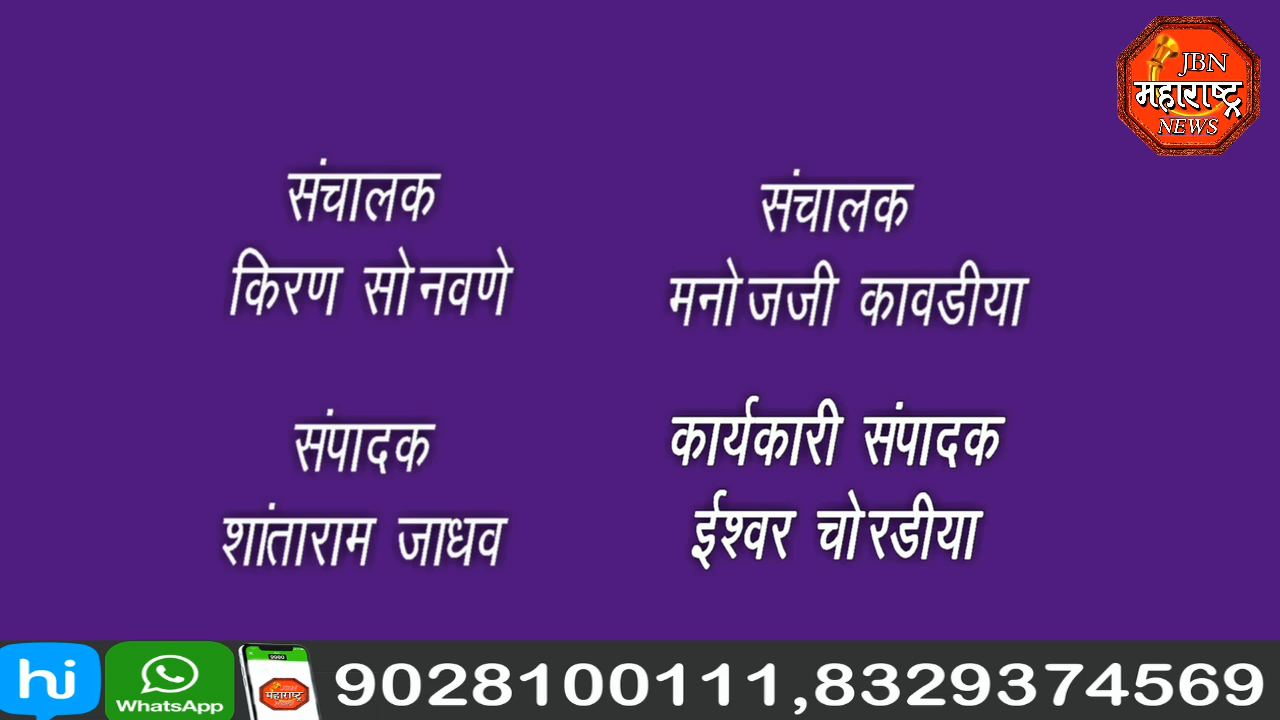 JBN
महाराष्ट्र
NEWS
संचालक
किरण सोनवणे
संचालक
मनोजजी कावडीया
संपादक
शांताराम जाधव
कार्यकारी संपादक
ईश्वर चोरडीया
hi
WhatsApp
महाराष्ट्र
9028100111,8329374569